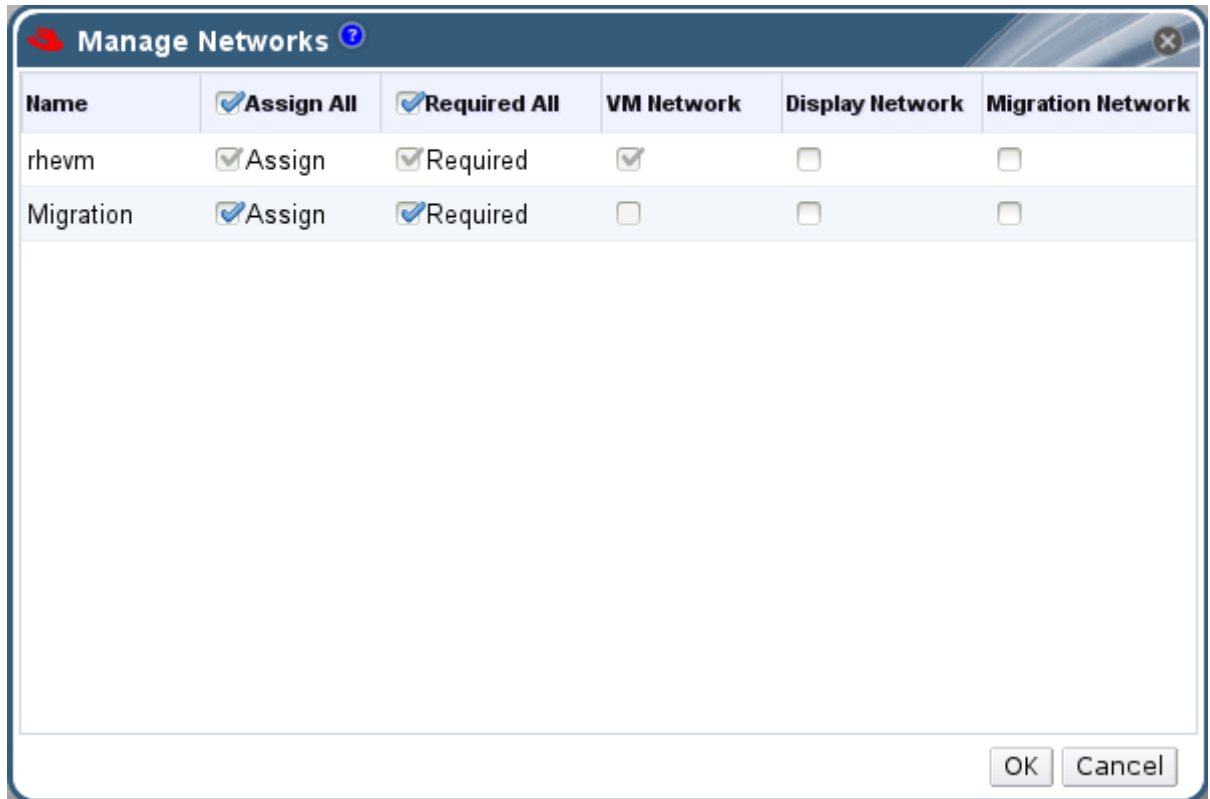 Manage Networks ?
Name Assign All Required All VM Network Display Network Migration Network
rhevm Assign Required
Migration Assign Required
OK Cancel